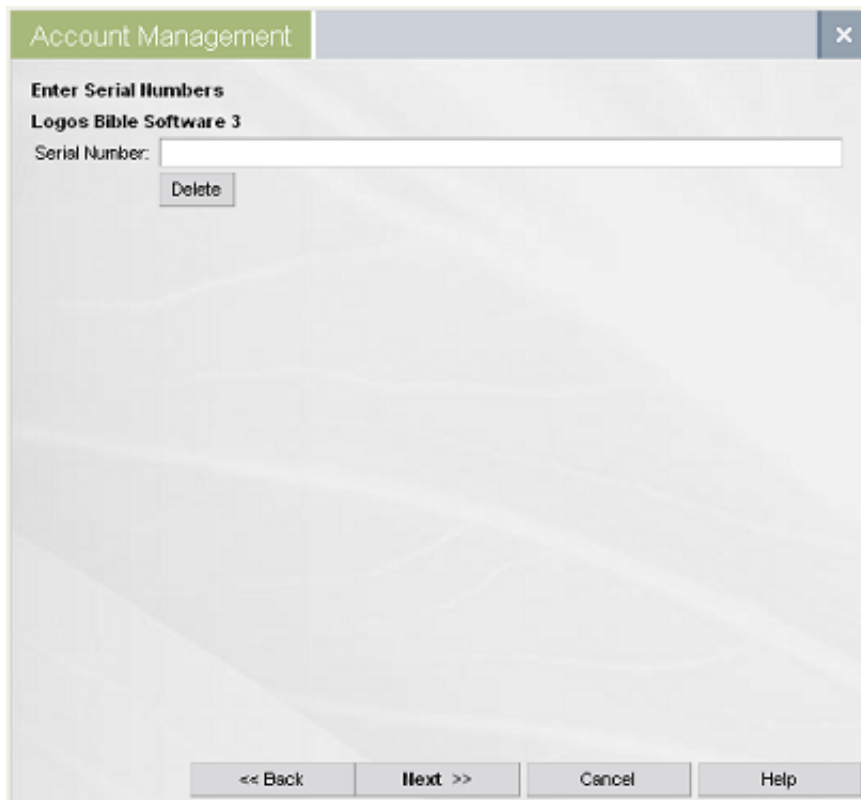 Account Management
×
Enter Serial Numbers
Logos Bible Software 3
Serial Number:
Delete
<< Back Next >> Cancel Help